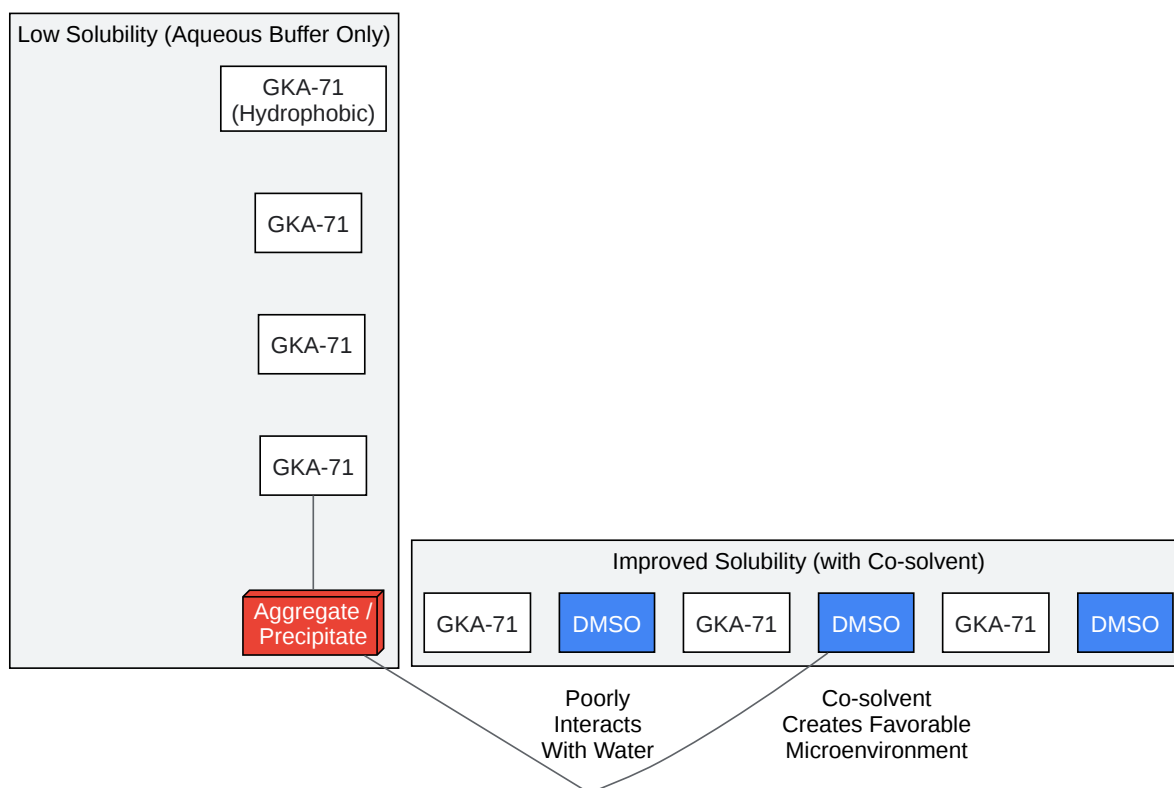 Low Solubility (Aqueous Buffer Only)
GKA-71
(Hydrophobic)
GKA-71
GKA-71
GKA-71
Aggregate /
Precipitate
Improved Solubility (with Co-solvent)
GKA-71
DMSO
GKA-71
DMSO
GKA-71
DMSO
Poorly
Interacts
With Water
Co-solvent
Creates Favorable
Microenvironment